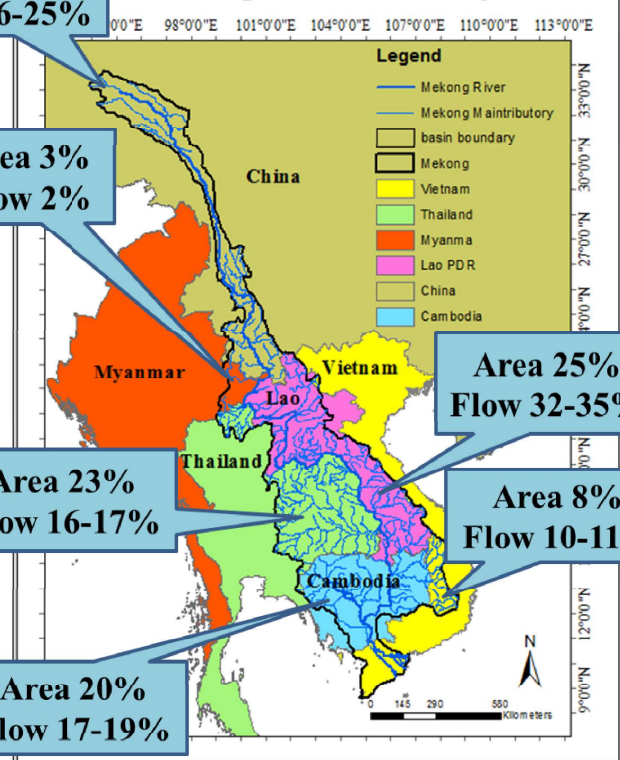 6-25%
0'0"E 98°0'0"E 101°0'0"E 104°0'0"E 107°0'0"E 110°0'0"E 113°0'0"E
Legend
Mekong River
Mekong Maintributory
basin boundary
Mekong
Vietnam
Thailand
Myanma
Lao PDR
China
Cambodia
33°0'0"N
30°0'0"N
27°0'0"N
China
ea 3%
ow 2%
Myanmar
Vietnam
Lao
Thailand
Cambodia
Area 25%
Flow 32-35%
Area 23%
ow 16-17%
Area 8%
Flow 10-11
Area 20%
low 17-19%
12°0'0"N
9°0'0"N
N
0 145 290 580
Kilometers